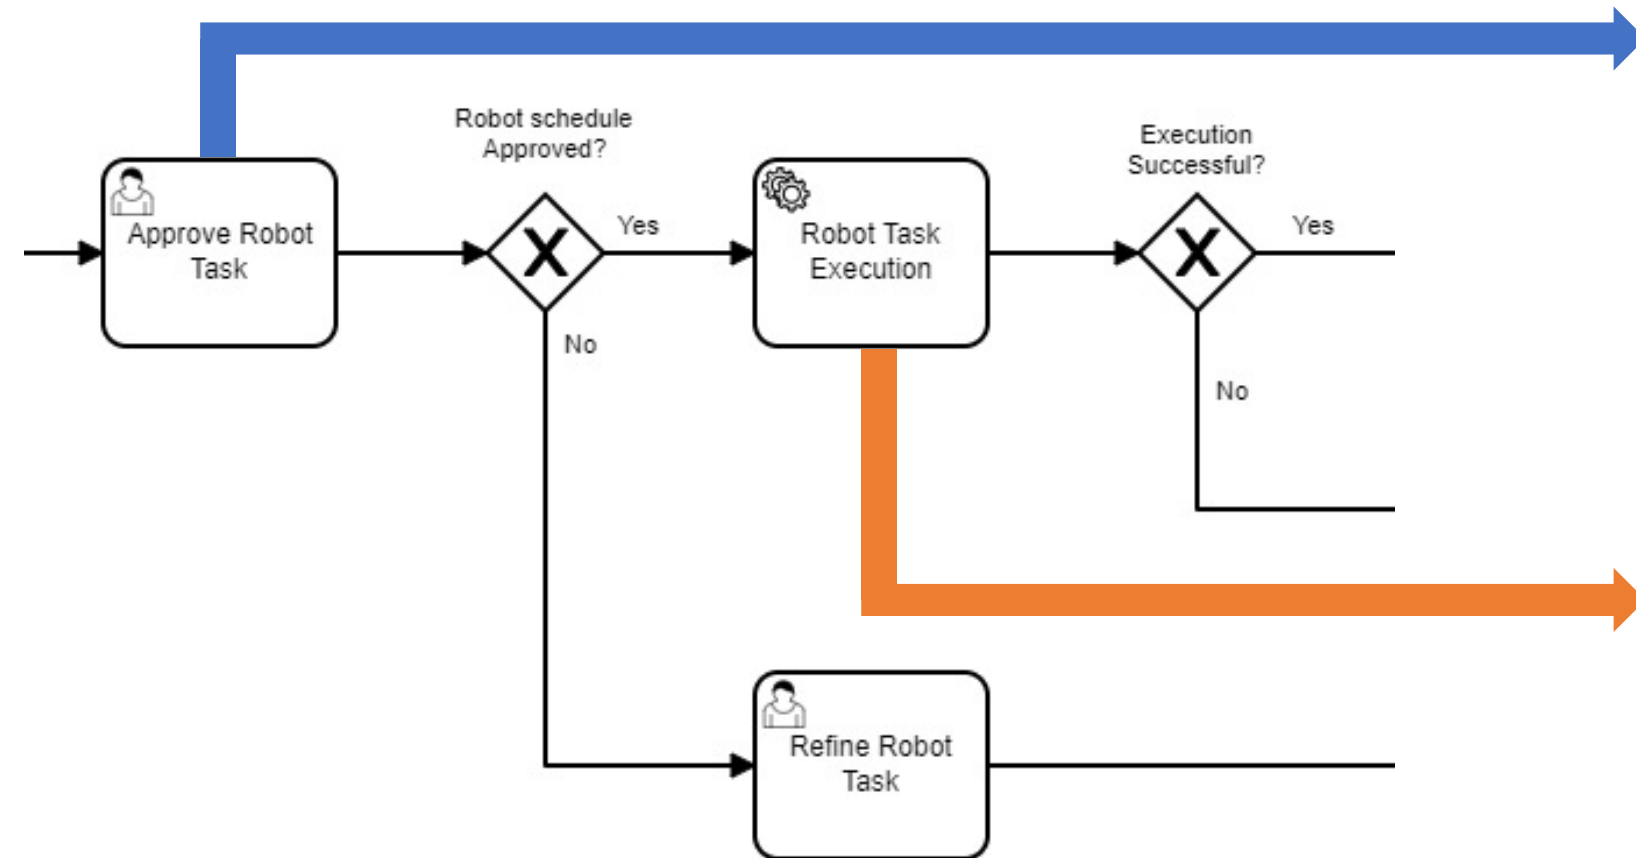 Robot schedule
Approved?
Execution
Successful?
Approve Robot
Task
Yes
Robot Task
Execution
Yes
No
No
Refine Robot
Task